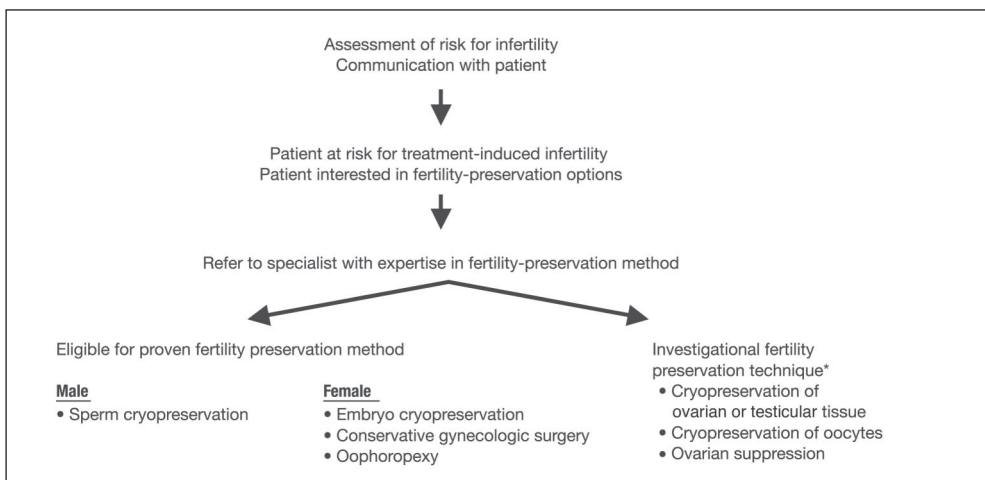 Assessment of risk for infertility
Communication with patient
Patient at risk for treatment-induced infertility
Patient interested in fertility-preservation options
Refer to specialist with expertise in fertility-preservation method
Eligible for proven fertility preservation method
Male
• Sperm cryopreservation
Female
• Embryo cryopreservation
• Conservative gynecologic surgery
• Oophoropexy
Investigational fertility
preservation technique*
• Cryopreservation of
ovarian or testicular tissue
• Cryopreservation of oocytes
• Ovarian suppression